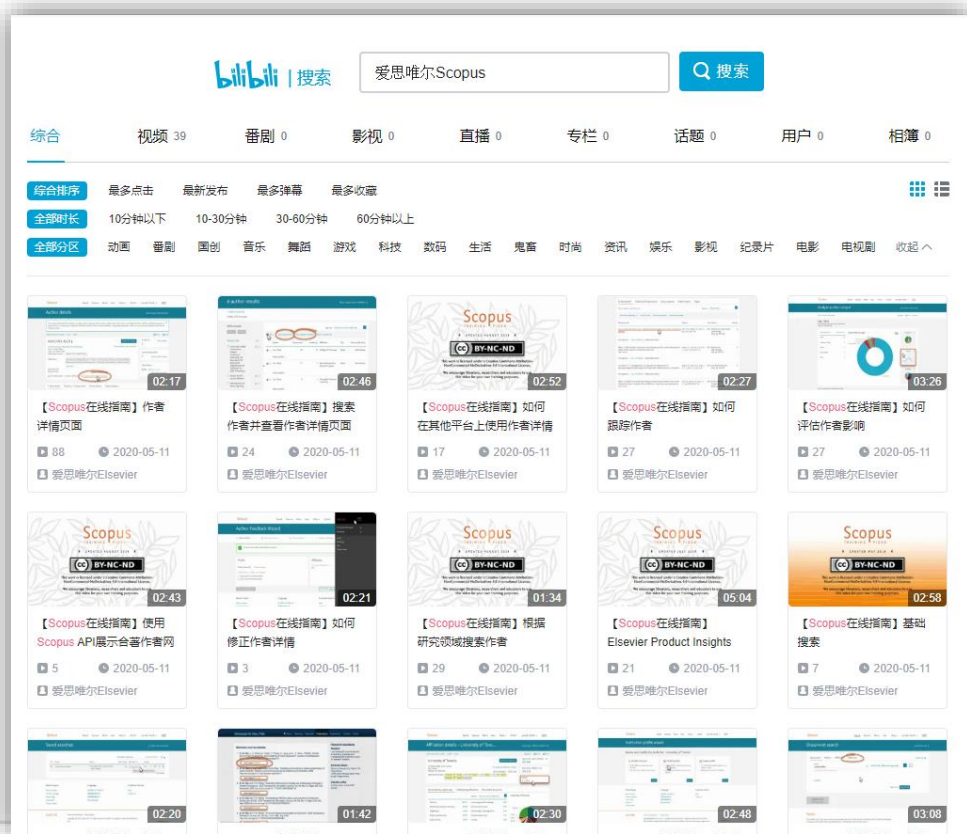 bilibili | 搜索
爱思唯尔Scopus
搜索
综合 视频 39 番剧 0 影视 0 直播 0 专栏 0 话题 0 用户 0 相簿 0
综合排序 最多点击 最新发布 最多弹幕 最多收藏
全部时长 10分钟以下 10-30分钟 30-60分钟 60分钟以上
全部分区 动画 番剧 国创 音乐 舞蹈 游戏 科技 数码 生活 鬼畜 时尚 资讯 娱乐 影视 纪录片 电影 电视剧 收起
Author details
02:17
【Scopus在线指南】作者
详情页面
88 2020-05-11
爱思唯尔Elsevier
02:46
【Scopus在线指南】搜索
作者并查看作者详情页面
24 2020-05-11
爱思唯尔Elsevier
Scopus
BY-NC-ND
02:52
【Scopus在线指南】如何
在其他平台上使用作者详情
17 2020-05-11
爱思唯尔Elsevier
02:27
【Scopus在线指南】如何
跟踪作者
27 2020-05-11
爱思唯尔Elsevier
03:26
【Scopus在线指南】如何
评估作者影响
27 2020-05-11
爱思唯尔Elsevier
Scopus
BY-NC-ND
02:43
【Scopus在线指南】使用
Scopus API展示合著作者网
5 2020-05-11
爱思唯尔Elsevier
02:21
【Scopus在线指南】如何
修正作者详情
3 2020-05-11
爱思唯尔Elsevier
Scopus
BY-NC-ND
01:34
【Scopus在线指南】根据
研究领域搜索作者
29 2020-05-11
爱思唯尔Elsevier
Scopus
BY-NC-ND
05:04
【Scopus在线指南】
Elsevier Product Insights
21 2020-05-11
爱思唯尔Elsevier
Scopus
BY-NC-ND
02:58
【Scopus在线指南】基础
搜索
7 2020-05-11
爱思唯尔Elsevier
02:20
01:42
02:30
02:48
03:08